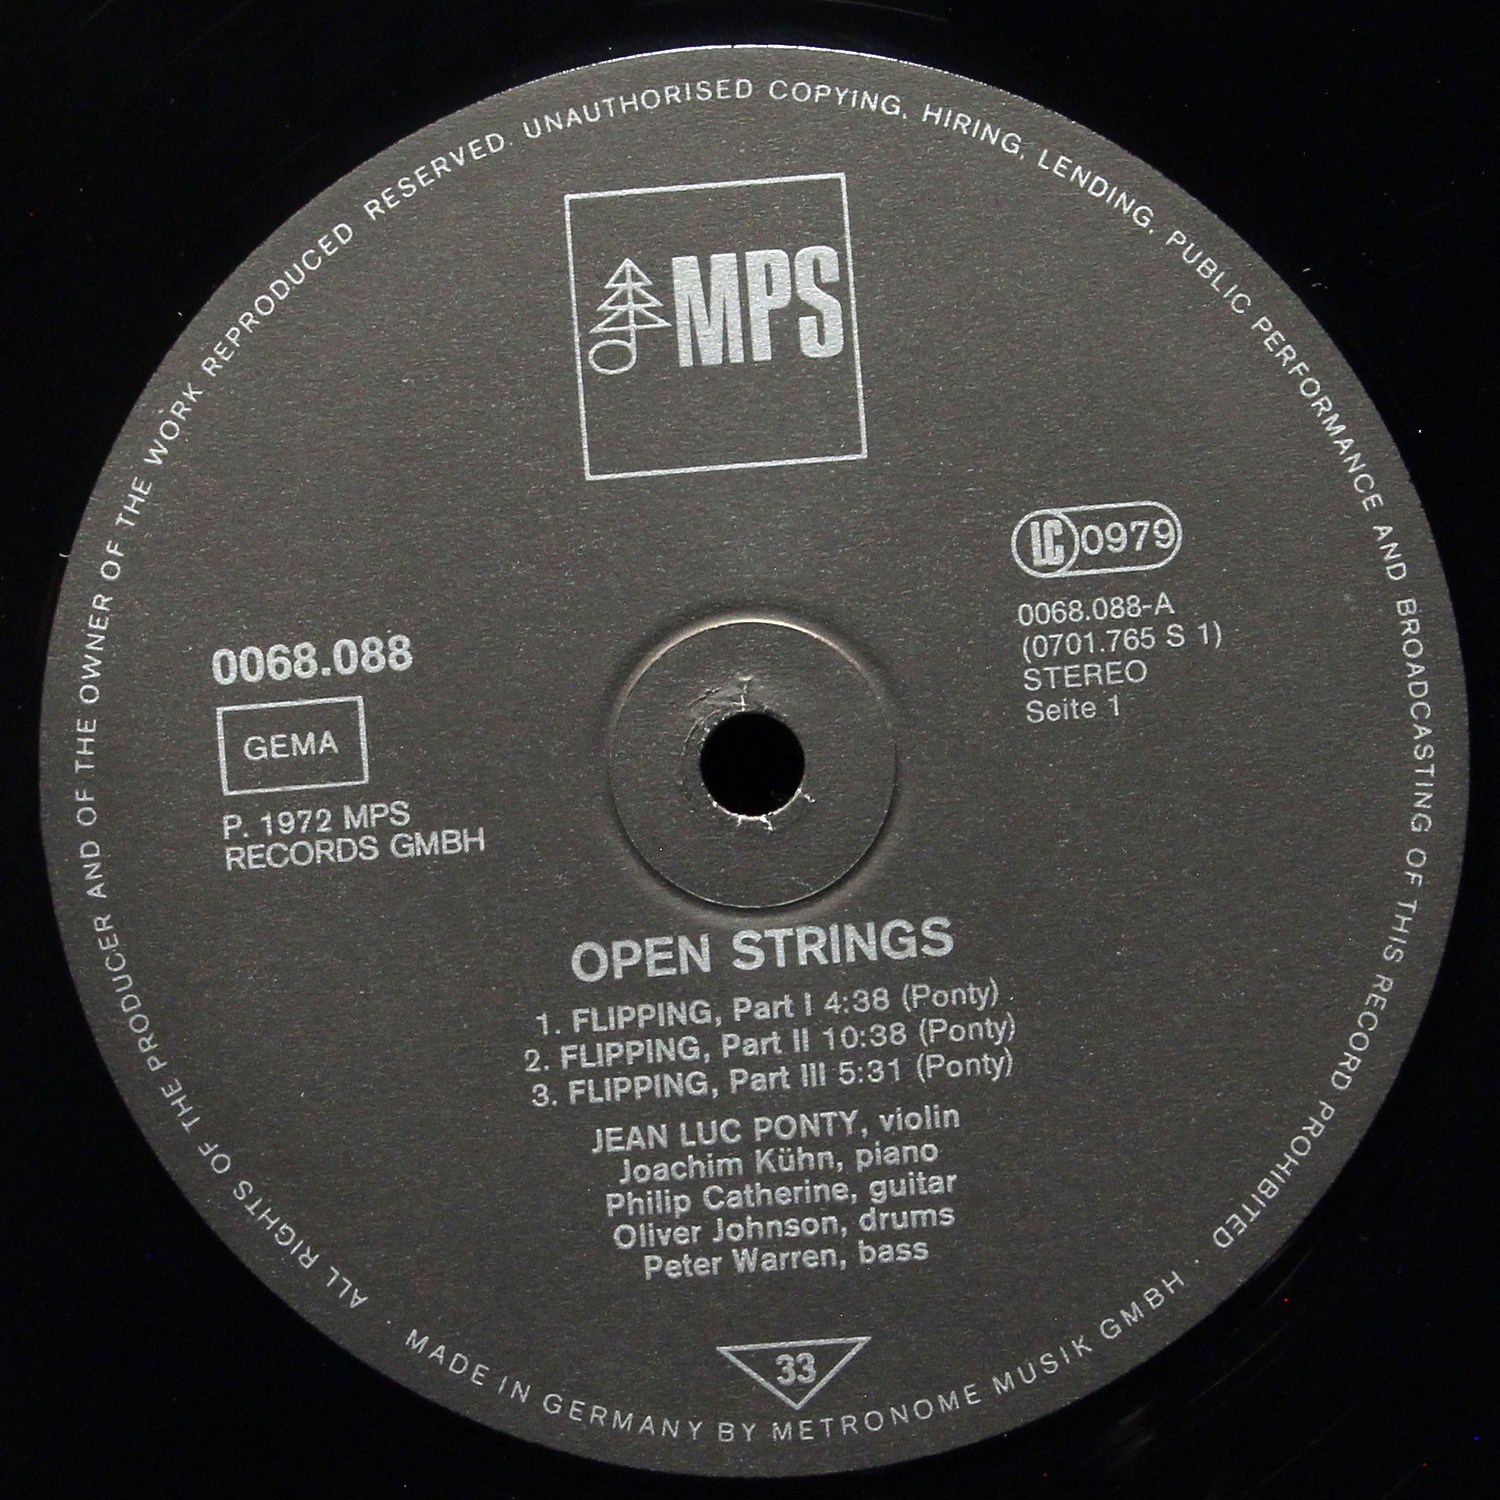 ALL RIGHTS OF THE PRODUCER AND OF THE OWNER OF THE WORK REPRODUCED RESERVED. UNAUTHORISED COPYING, HIRING, LENDING, PUBLIC PERFORMANCE AND BROADCASTING OF THIS RECORD PROHIBITED
MPS
LC 0979
0068.088-A
(0701.765 S 1)
STEREO
Seite 1
0068.088
GEMA
P. 1972 MPS
RECORDS GMBH
OPEN STRINGS
1. FLIPPING, Part I 4:38 (Ponty)
2. FLIPPING, Part II 10:38 (Ponty)
3. FLIPPING, Part III 5:31 (Ponty)
JEAN LUC PONTY, violin
Joachim Kühn, piano
Philip Catherine, guitar
Oliver Johnson, drums
Peter Warren, bass
33
MADE IN GERMANY BY METRONOME MUSIK GMBH ·